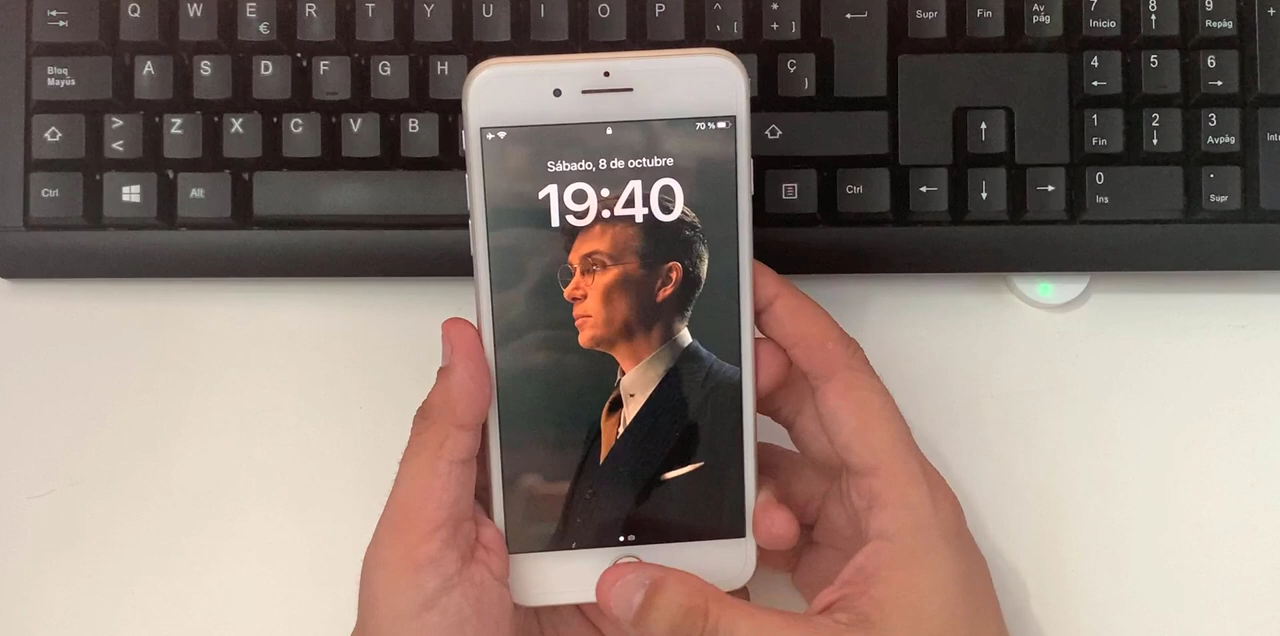 Q W E R T Y U I O P ^ * Supr Fin Av pág 7 8 9 +
€ ` [ + ] Inicio Repág
Bloq Mayús A S D F G H Ç 4 5 6
> < Z X C V B 1 2 3
Fin Avpág
Ctrl Alt Ctrl 0 .
Ins Supr
70 %
Sábado, 8 de octubre
19:40